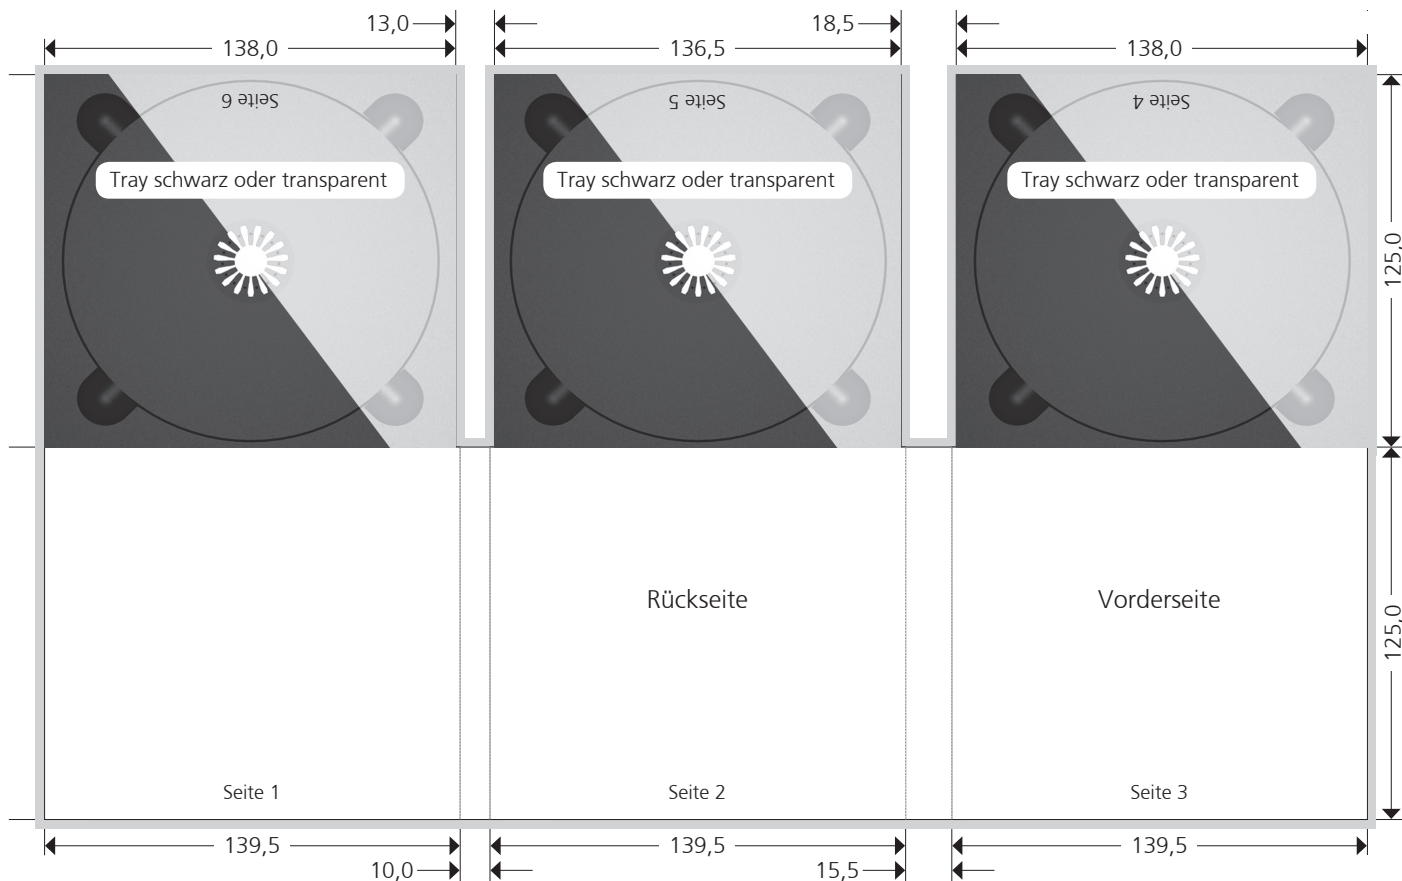 13,0
18,5
138,0
136,5
138,0
Seite 6
Seite 5
Seite 4
Tray schwarz oder transparent
Tray schwarz oder transparent
Tray schwarz oder transparent
125,0
Rückseite
Vorderseite
125,0
Seite 1
Seite 2
Seite 3
139,5
139,5
139,5
10,0
15,5